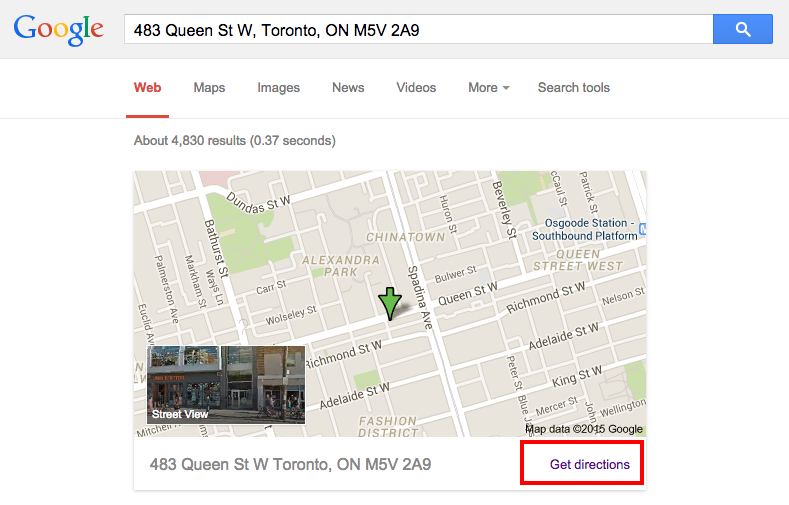 Google
483 Queen St W, Toronto, ON M5V 2A9
Web Maps Images News Videos More Search tools
About 4,830 results (0.37 seconds)
Dundas St W
Bathurst St
Huron St
Beverley St
McCaul St
Patrick St
Osgoode Station -
Southbound Platform
CHINATOWN
ALEXANDRA
PARK
QUEEN
STREET WEST
Palmerston Ave
Markham St
Ways Ln
Carr St
Bulwer St
Spadina Ave
Queen St W
Richmond St W
Nelson St
Euclid Ave
Wolseley St
Adelaide St W
Richmond St W
King St W
Peter St
Blue J
Adelaide St W
Mercer St
John
Wellington
FASHION
DISTRICT
Mitchell
Street View
Map data ©2015 Google
483 Queen St W Toronto, ON M5V 2A9
Get directions